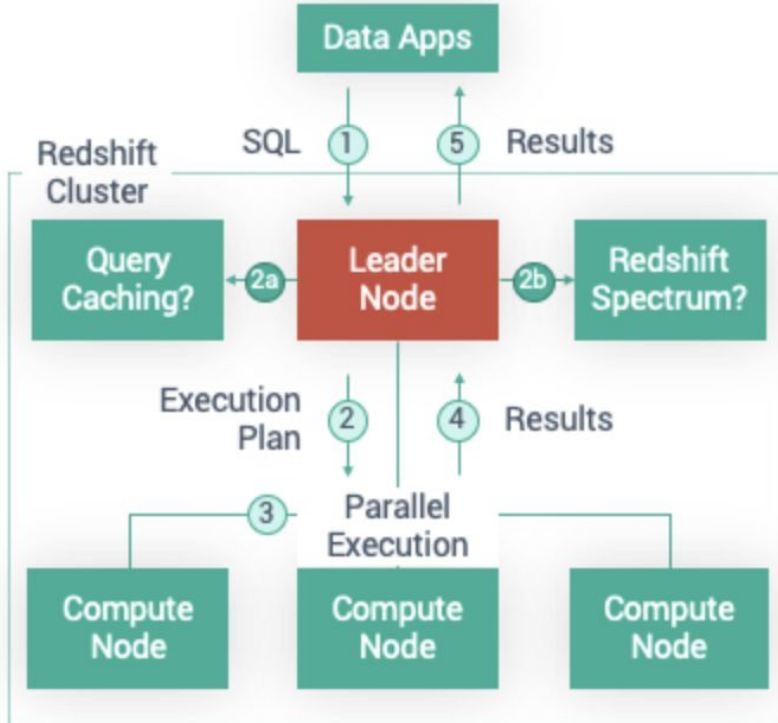 Data Apps
SQL
1
5
Results
Redshift
Cluster
Query
Caching?
2a
Leader
Node
2b
Redshift
Spectrum?
Execution
Plan
2
4
Results
3
Parallel
Execution
Compute
Node
Compute
Node
Compute
Node